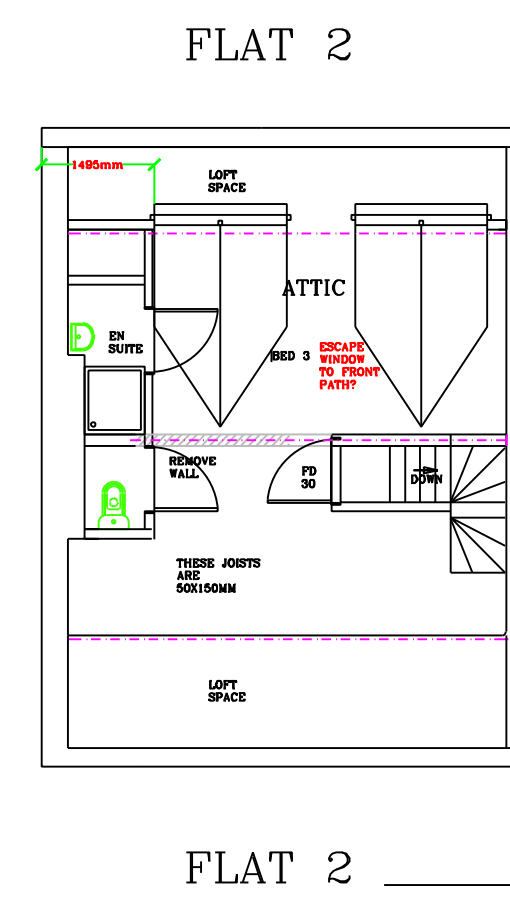 FLAT 2
1495mm
LOFT
SPACE
ATTIC
EN
SUITE
BED 3
ESCAPE
WINDOW
TO FRONT
PATH?
REMOVE
WALL
FD
30
DOWN
THESE JOISTS
ARE
50X150MM
LOFT
SPACE
FLAT 2